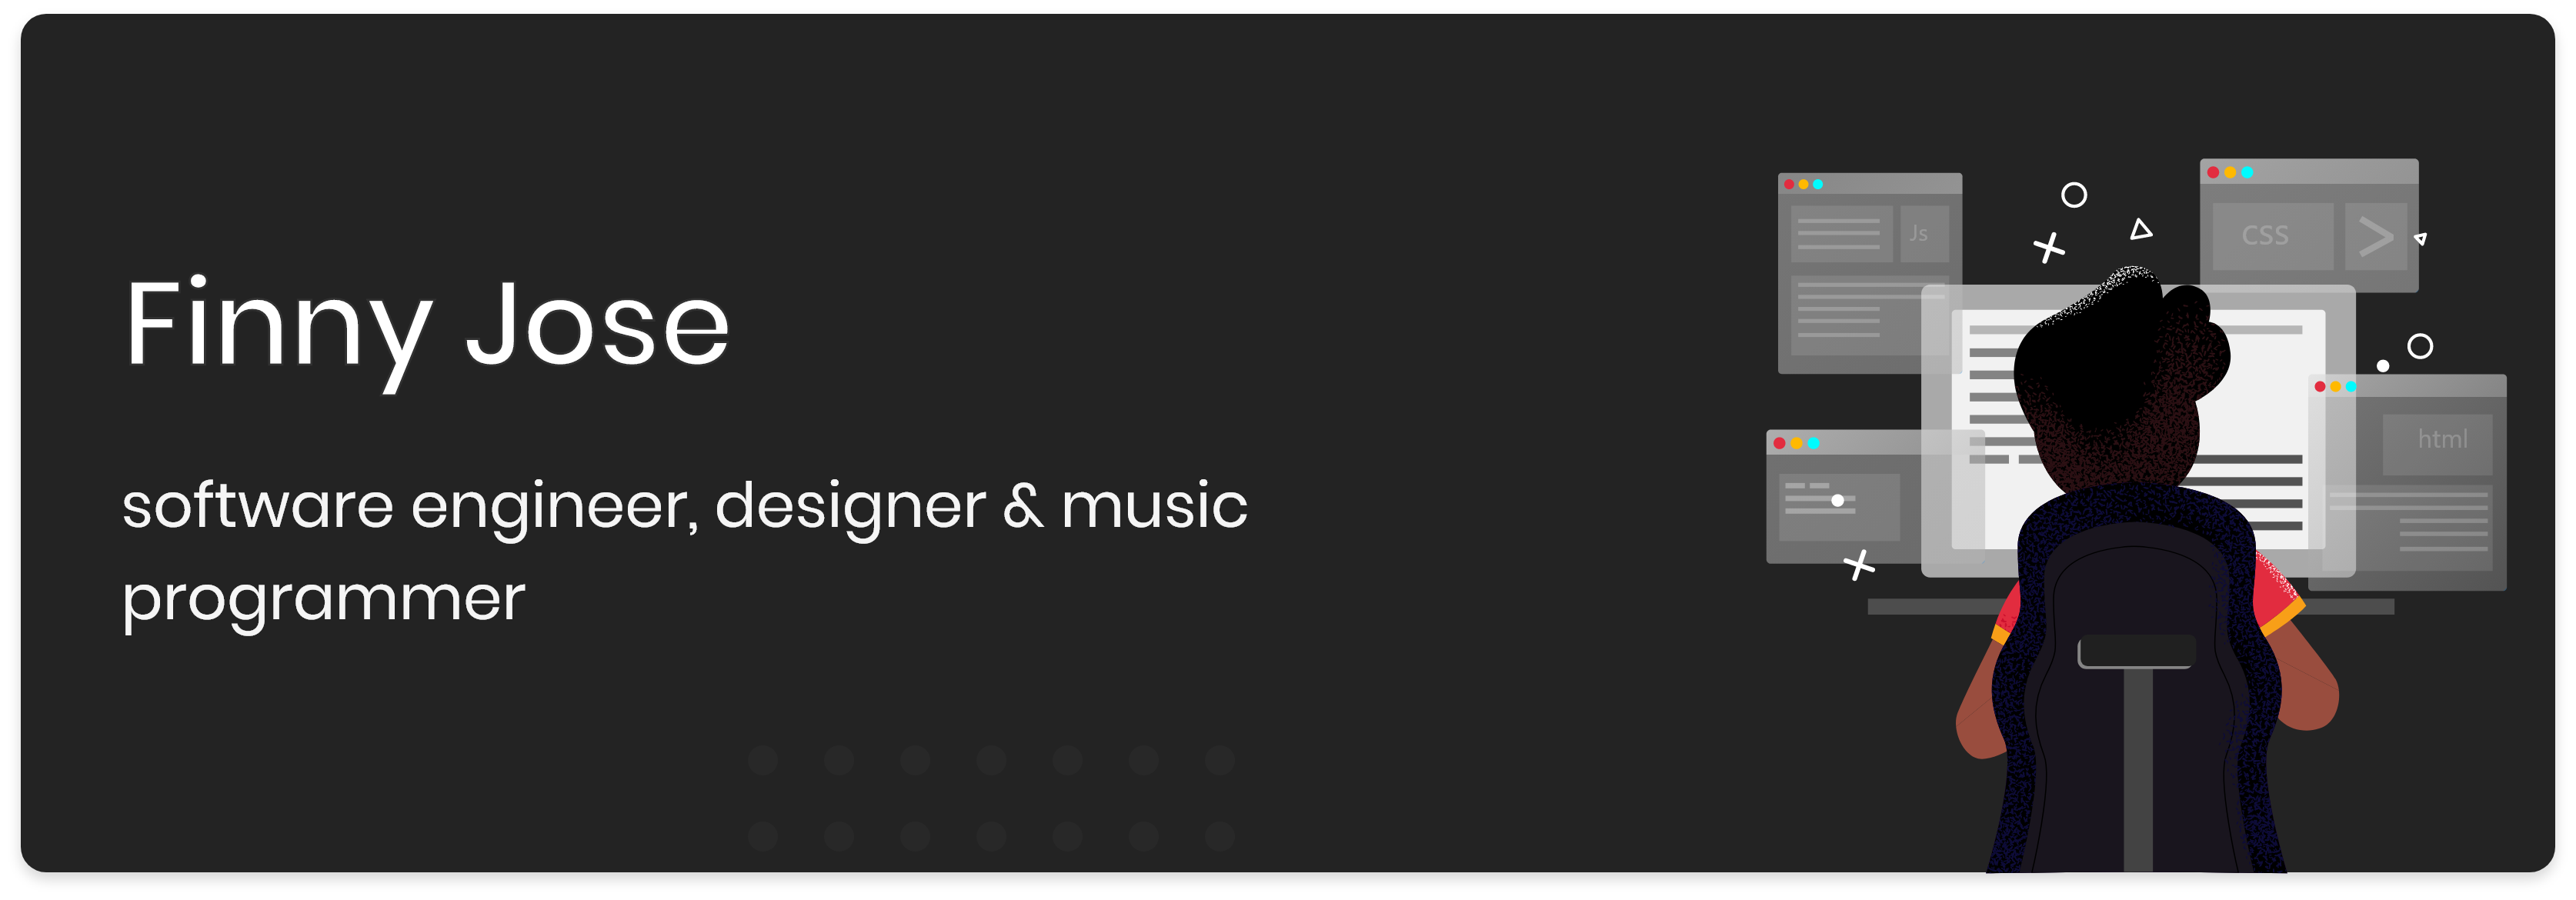 Finny Jose
software engineer, designer & music
programmer
Js
css
>
html